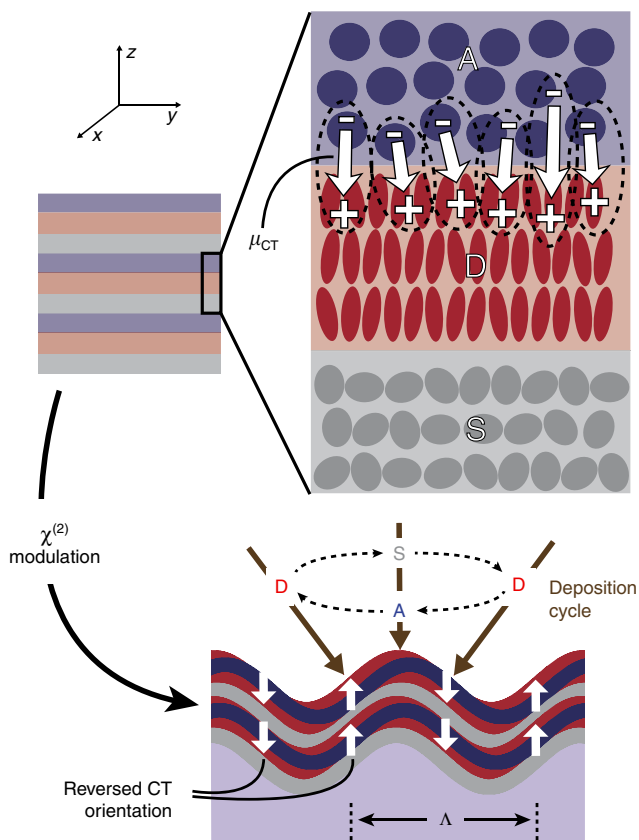 z
x
y
A
- - - - - -
μCT
+ + + + + +
D
S
χ(2)
modulation
S
D
D
A
Deposition
cycle
Reversed CT
orientation
Λ